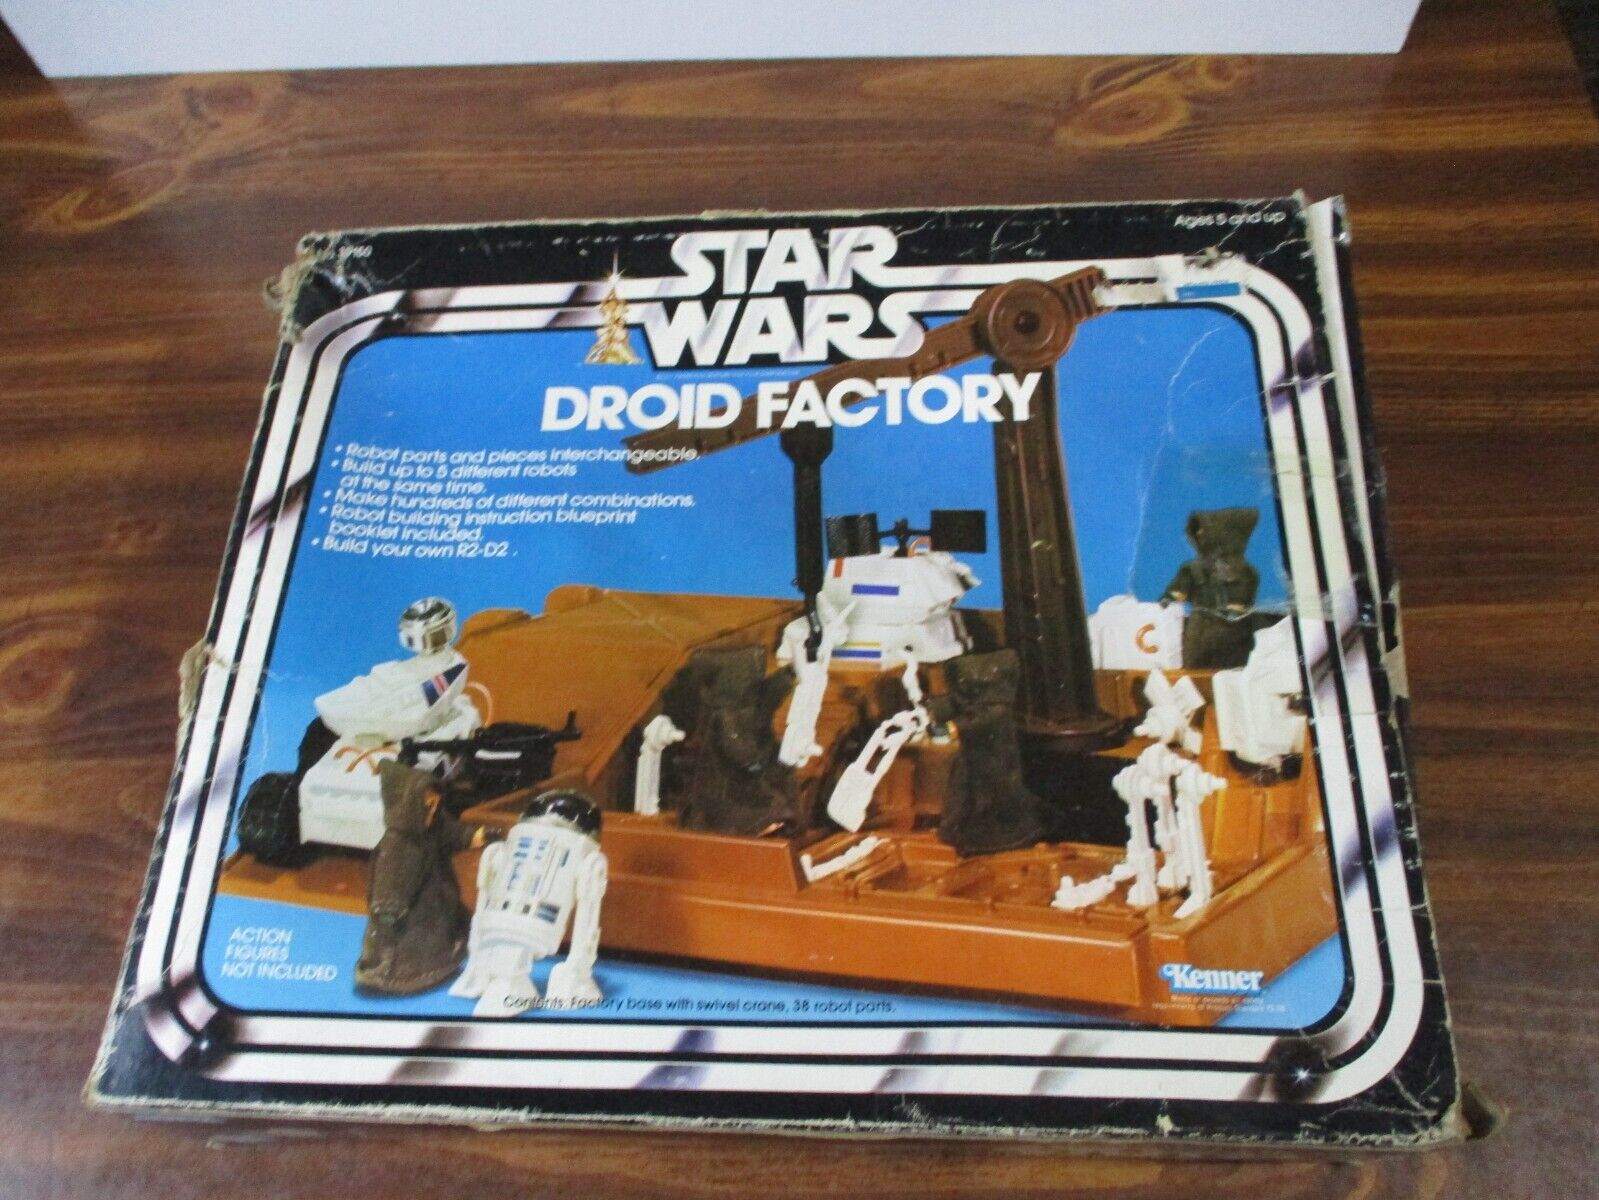 Ages 5 and up
STAR
WARS
DROID FACTORY
• Robot parts and pieces interchangeable.
• Build up to 5 different robots
at the same time.
• Make hundreds of different combinations.
• Robot building instruction blueprint
booklet included.
• Build your own R2-D2.
ACTION
FIGURES
NOT INCLUDED
Kenner
Contents: Factory base with swivel crane, 38 robot parts.